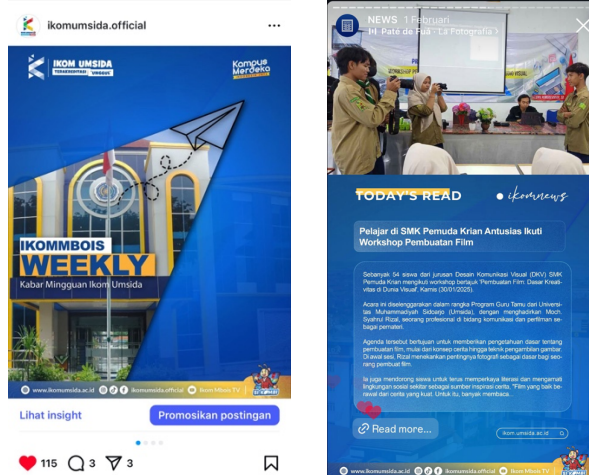 ikomumsida.official
IKOM UMSIDA
TERAKREDITASI "UNGGUL"
Kampus
Merdeka
IKOMMBOIS
WEEKLY
Kabar Mingguan Ikom Umsida
www.ikomumsida.ac.id
ikomumsida.official
Ikom Mbois TV
Lihat insight
Promosikan postingan
115
3
3
NEWS 1 Februari
Paté de Fuá · La Fotografía >
TODAY'S READ
ikomnews
Pelajar di SMK Pemuda Krian Antusias Ikuti
Workshop Pembuatan Film
Sebanyak 54 siswa dari jurusan Desain Komunikasi Visual (DKV) SMK
Pemuda Krian mengikuti workshop bertajuk 'Pembuatan Film: Dasar Kreati-
vitas di Dunia Visual', Kamis (30/01/2025).
Acara ini diselenggarakan dalam rangka Program Guru Tamu dari Universi-
tas Muhammadiyah Sidoarjo (Umsida), dengan menghadirkan Moch.
Syahrul Rizal, seorang profesional di bidang komunikasi dan perfilman se-
bagai pemateri.
Agenda tersebut bertujuan untuk memberikan pengetahuan dasar tentang
pembuatan film, mulai dari konsep cerita hingga teknik pengambilan gambar.
Di awal sesi, Rizal menekankan pentingnya fotografi sebagai dasar bagi seo-
rang pembuat film.
Ia juga mendorong siswa untuk terus memperkaya literasi dan mengamati
lingkungan sosial sekitar sebagai sumber inspirasi cerita. "Film yang baik be-
rawal dari cerita yang kuat. Untuk itu, banyak membaca...
Read more...
ikom.umsida.ac.id
www.ikomumsida.ac.id
ikomumsida.official
Ikom Mbois TV